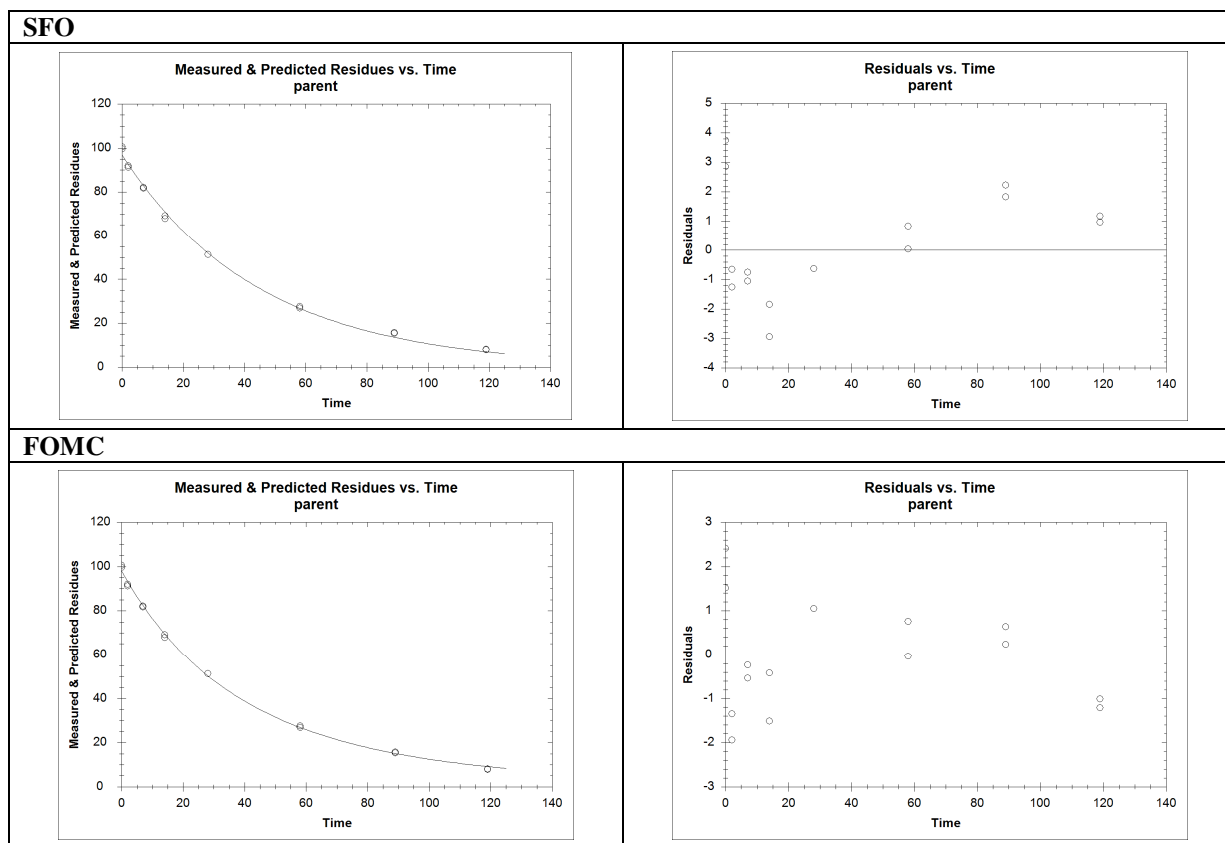 SFO
Measured & Predicted Residues vs. Time
parent
Measured & Predicted Residues
120
100
80
60
40
20
0
0 20 40 60 80 100 120 140
Time
Residuals vs. Time
parent
Residuals
5
4
3
2
1
0
-1
-2
-3
-4
0 20 40 60 80 100 120 140
Time
FOMC
Measured & Predicted Residues vs. Time
parent
Measured & Predicted Residues
120
100
80
60
40
20
0
0 20 40 60 80 100 120 140
Time
Residuals vs. Time
parent
Residuals
3
2
1
0
-1
-2
-3
0 20 40 60 80 100 120 140
Time